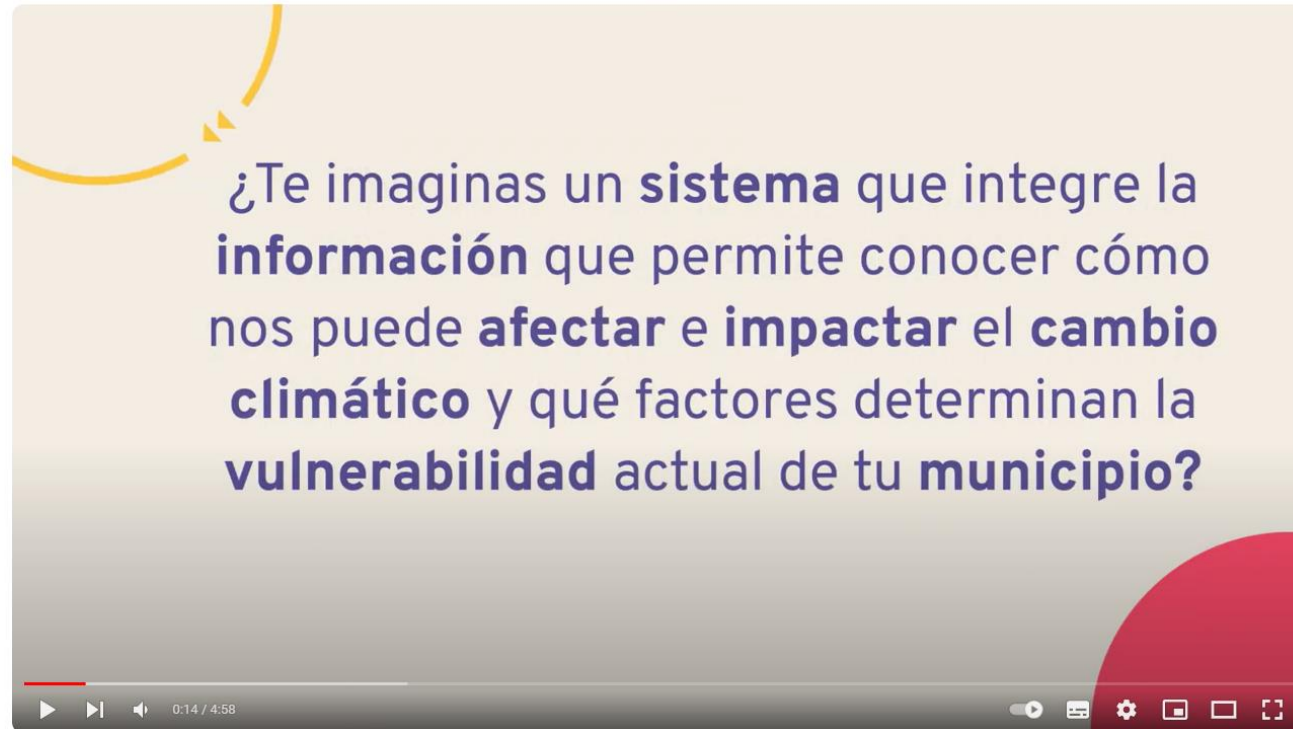 ¿Te imaginas un sistema que integre la
información que permite conocer cómo
nos puede afectar e impactar el cambio
climático y qué factores determinan la
vulnerabilidad actual de tu municipio?
0:14 / 4:58